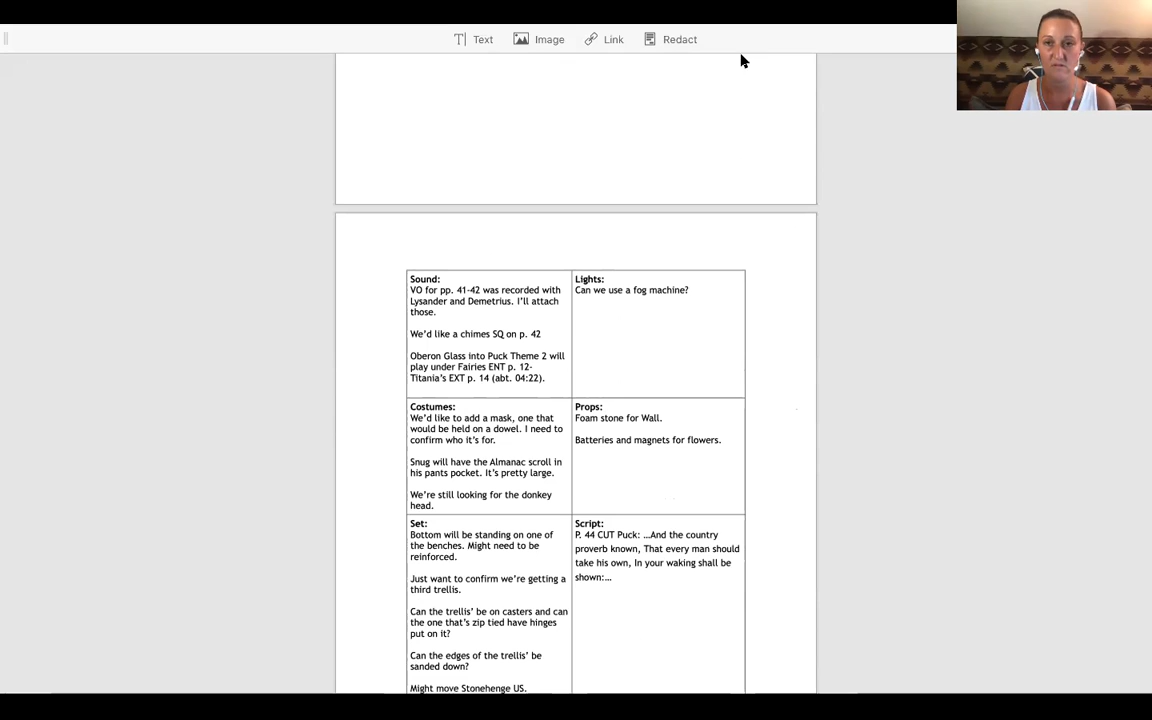 Text
Image
Link
Redact
Sound:
VO for pp. 41-42 was recorded with
Lysander and Demetrius. I'll attach
those.
We'd like a chimes SQ on p. 42
Oberon Glass into Puck Theme 2 will
play under Fairies ENT p. 12-
Titania's EXT p. 14 (abt. 04:22).
Lights:
Can we use a fog machine?
Costumes:
We'd like to add a mask, one that
would be held on a dowel. I need to
confirm who it's for.
Snug will have the Almanac scroll in
his pants pocket. It's pretty large.
We're still looking for the donkey
head.
Props:
Foam stone for Wall.
Batteries and magnets for flowers.
Set:
Bottom will be standing on one of
the benches. Might need to be
reinforced.
Just want to confirm we're getting a
third trellis.
Can the trellis' be on casters and can
the one that's zip tied have hinges
put on it?
Can the edges of the trellis' be
sanded down?
Might move Stonehenge US.
Script:
P. 44 CUT Puck: …And the country
proverb known, That every man should
take his own, In your waking shall be
shown:…